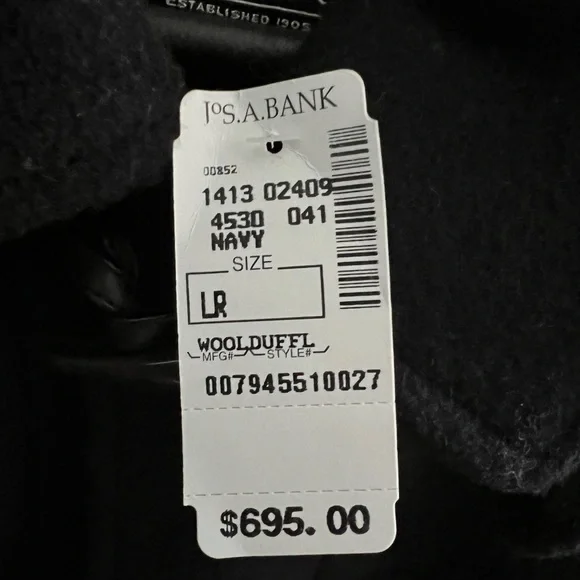 ESTABLISHED 1905
JOS.A.BANK
00852
1413 02409
4530 041
NAVY
SIZE
LR
WOOLDUFFL
MFG# STYLE#
007945510027
$695.00